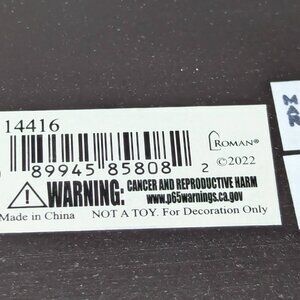 14416
ROMAN®
89945 85808 2
©2022
WARNING: CANCER AND REPRODUCTIVE HARM
www.p65warnings.ca.gov
Made in China NOT A TOY. For Decoration Only